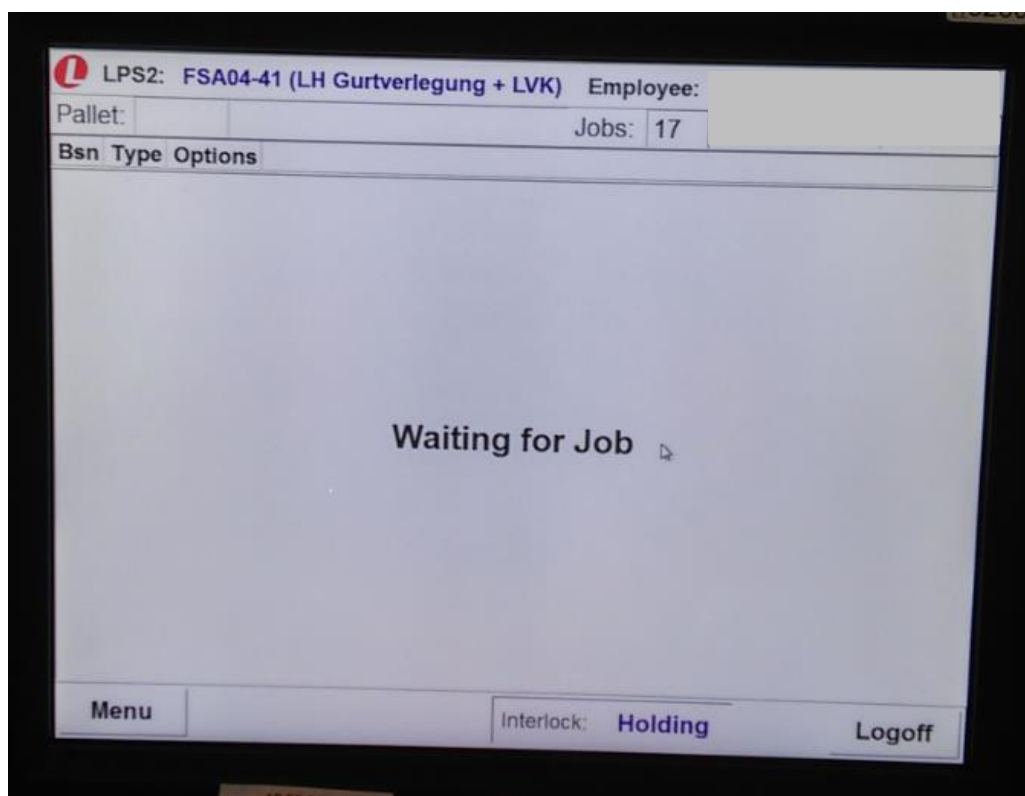 LPS2: FSA04-41 (LH Gurtverlegung + LVK) Employee:
Pallet: Jobs: 17
Bsn Type Options
Waiting for Job
Menu Interlock: Holding Logoff